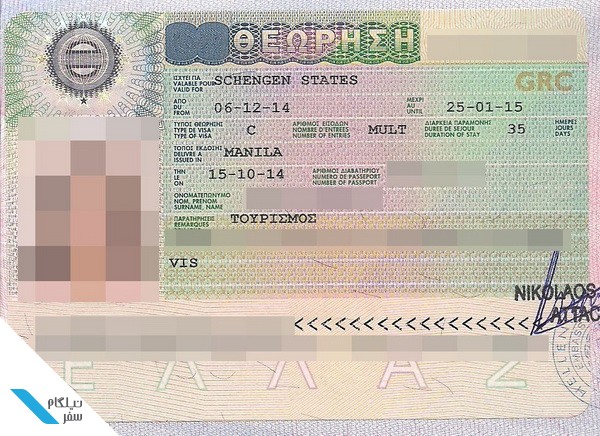 ΘΕΩΡΗΣΗ
ΙΣΧΥΕΙ ΓΙΑ
VALABLE POUR
VALID FOR
SCHENGEN STATES
GRC
ΑΠΟ
DU
FROM
06-12-14
ΜΕΧΡΙ
AU
UNTIL
25-01-15
ΤΥΠΟΣ ΘΕΩΡΗΣΗΣ
TYPE DE VISA
TYPE OF VISA
C
ΑΡΙΘΜΟΣ ΕΙΣΟΔΩΝ
NOMBRE D'ENTREES
NUMBER OF ENTRIES
MULT
ΔΙΑΡΚΕΙΑ ΠΑΡΑΜΟΝΗΣ
DUREE DE SEJOUR
DURATION OF STAY
35
ΗΜΕΡΕΣ
JOURS
DAYS
ΤΟΠΟΣ ΕΚΔΟΣΗΣ
DELIVRE A
ISSUED IN
MANILA
ΤΗΝ
LE
ON
15-10-14
ΑΡΙΘΜΟΣ ΔΙΑΒΑΤΗΡΙΟΥ
NUMERO DE PASSEPORT
NUMBER OF PASSPORT
ΟΝΟΜΑΤΕΠΩΝΥΜΟ
NOM, PRENOM
SURNAME, NAME
ΠΑΡΑΤΗΡΗΣΕΙΣ
REMARQUES
ΤΟΥΡΙΣΜΟΣ
VIS
NIKOLAOS
ATTAC
HELLENI
EMBASS
<<<<<<<<<<<<<<<<<<
Ε Λ Λ Α Σ
نیلگام
سفر